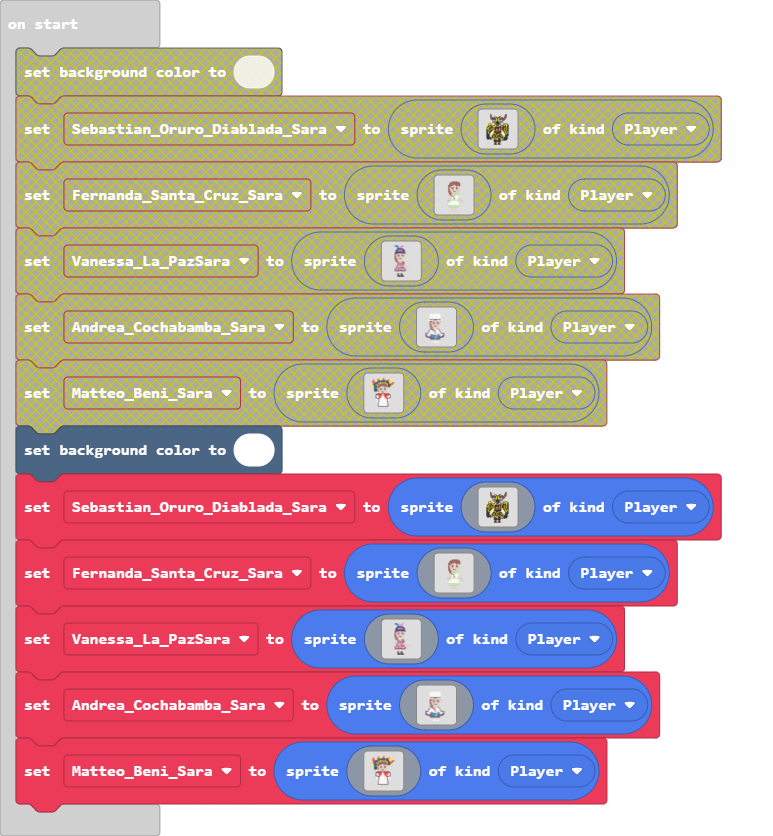 on start
set background color to
set Sebastian_Oruro_Diablada_Sara to sprite of kind Player
set Fernanda_Santa_Cruz_Sara to sprite of kind Player
set Vanessa_La_PazSara to sprite of kind Player
set Andrea_Cochabamba_Sara to sprite of kind Player
set Matteo_Beni_Sara to sprite of kind Player
set background color to
set Sebastian_Oruro_Diablada_Sara to sprite of kind Player
set Fernanda_Santa_Cruz_Sara to sprite of kind Player
set Vanessa_La_PazSara to sprite of kind Player
set Andrea_Cochabamba_Sara to sprite of kind Player
set Matteo_Beni_Sara to sprite of kind Player